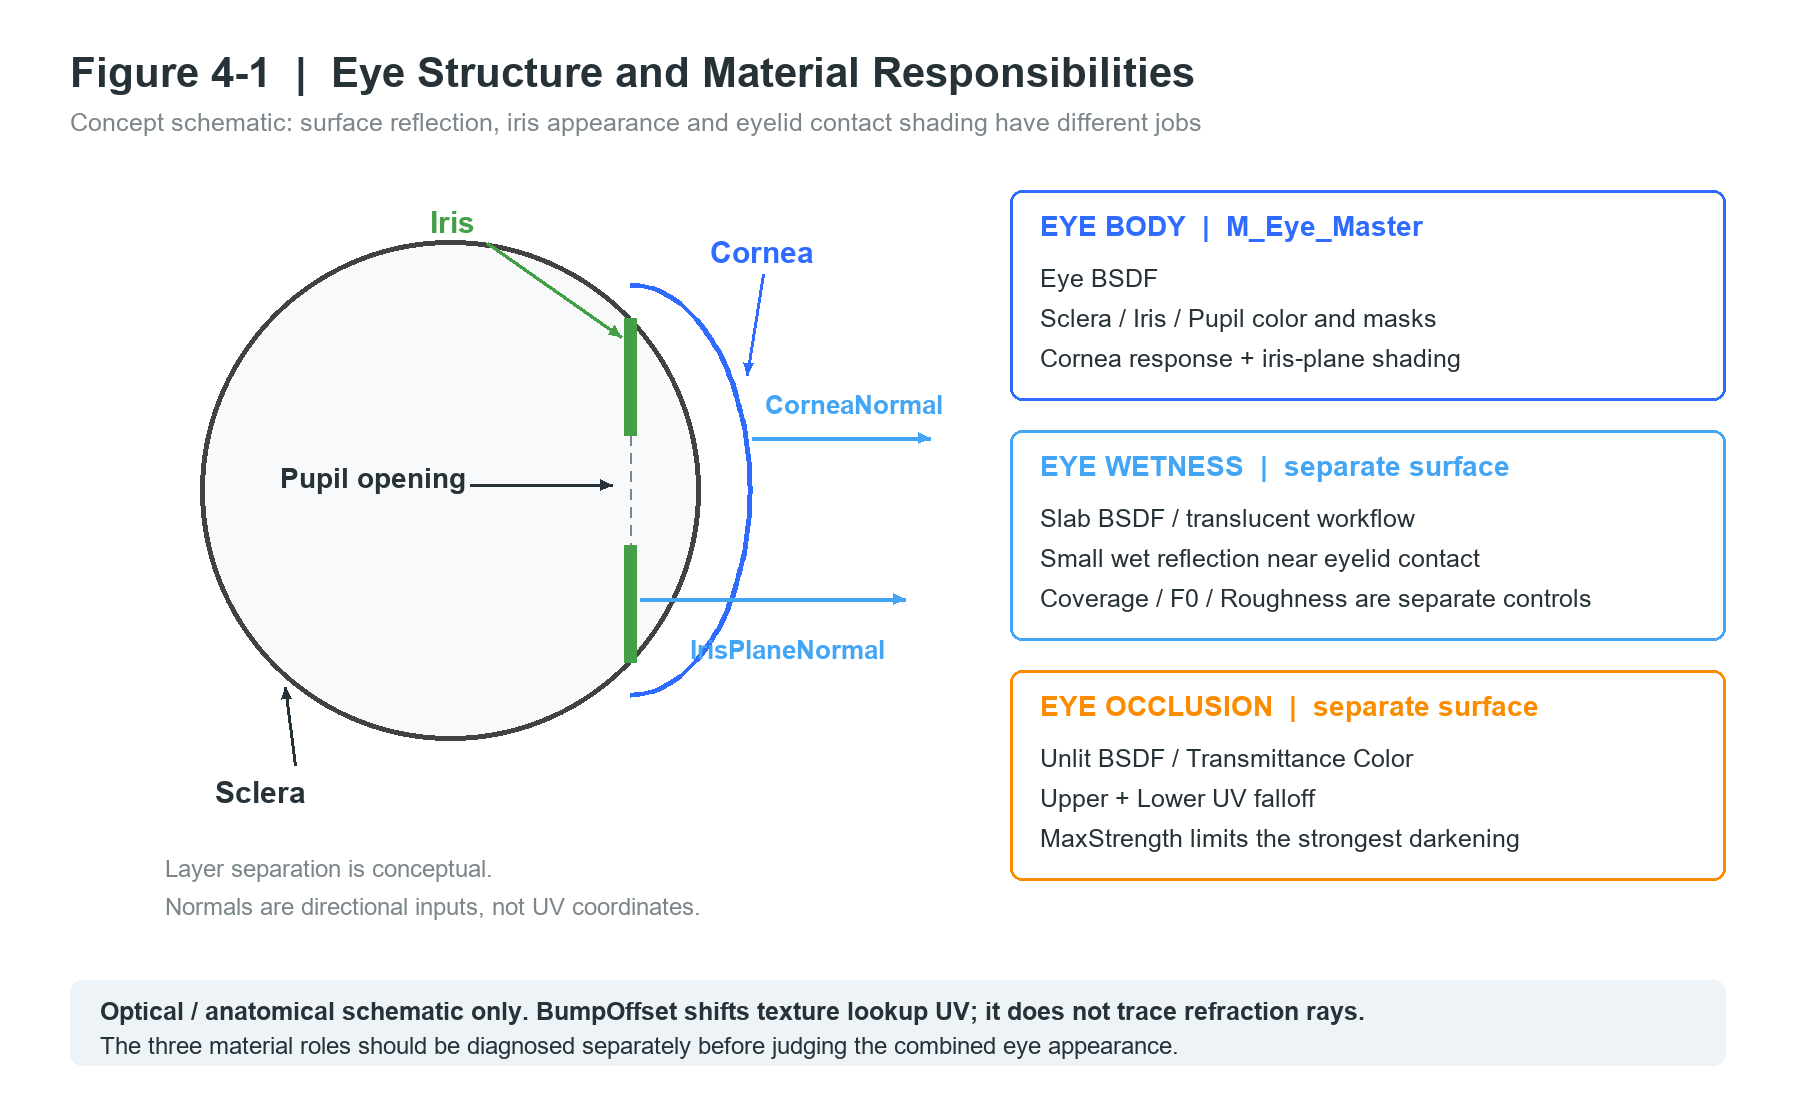 Figure 4-1 | Eye Structure and Material Responsibilities
Concept schematic: surface reflection, iris appearance and eyelid contact shading have different jobs
Iris
Cornea
CorneaNormal
Pupil opening
IrisPlaneNormal
Sclera
Layer separation is conceptual.
Normals are directional inputs, not UV coordinates.
EYE BODY | M_Eye_Master
Eye BSDF
Sclera / Iris / Pupil color and masks
Cornea response + iris-plane shading
EYE WETNESS | separate surface
Slab BSDF / translucent workflow
Small wet reflection near eyelid contact
Coverage / F0 / Roughness are separate controls
EYE OCCLUSION | separate surface
Unlit BSDF / Transmittance Color
Upper + Lower UV falloff
MaxStrength limits the strongest darkening
Optical / anatomical schematic only. BumpOffset shifts texture lookup UV; it does not trace refraction rays.
The three material roles should be diagnosed separately before judging the combined eye appearance.